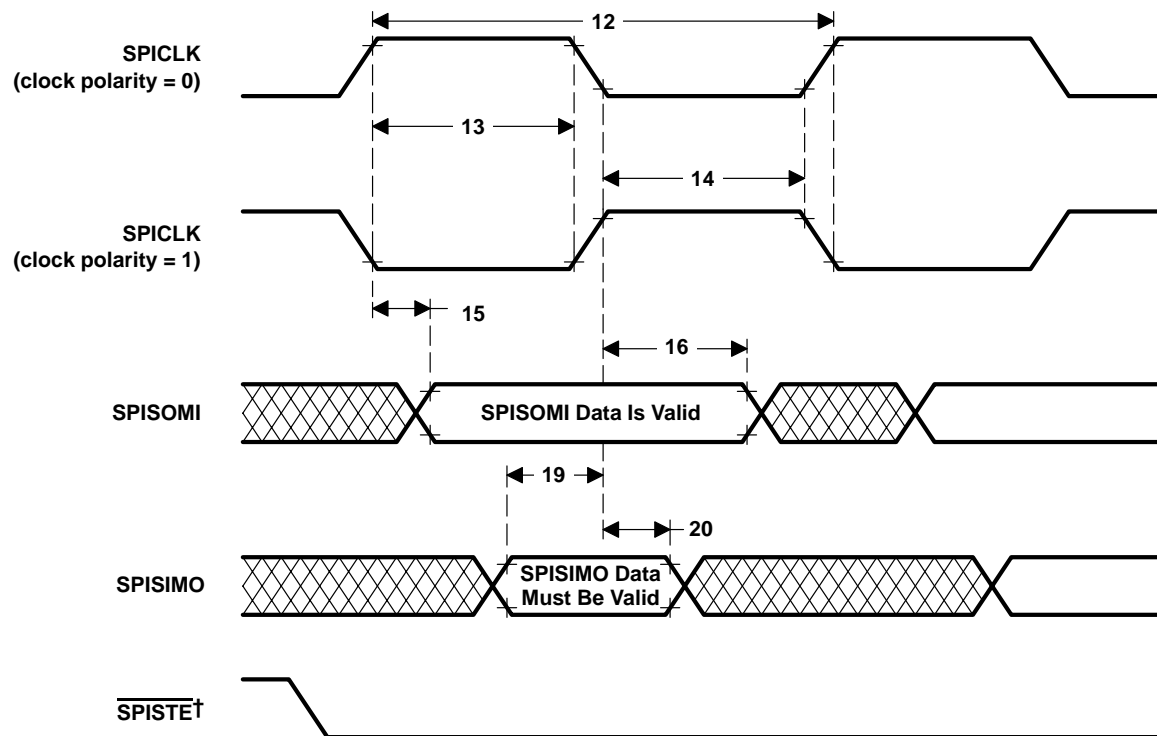 12
SPICLK
(clock polarity = 0)
13
14
SPICLK
(clock polarity = 1)
15
16
SPISOMI
SPISOMI Data Is Valid
19
20
SPISIMO
SPISIMO Data
Must Be Valid
SPISTE†